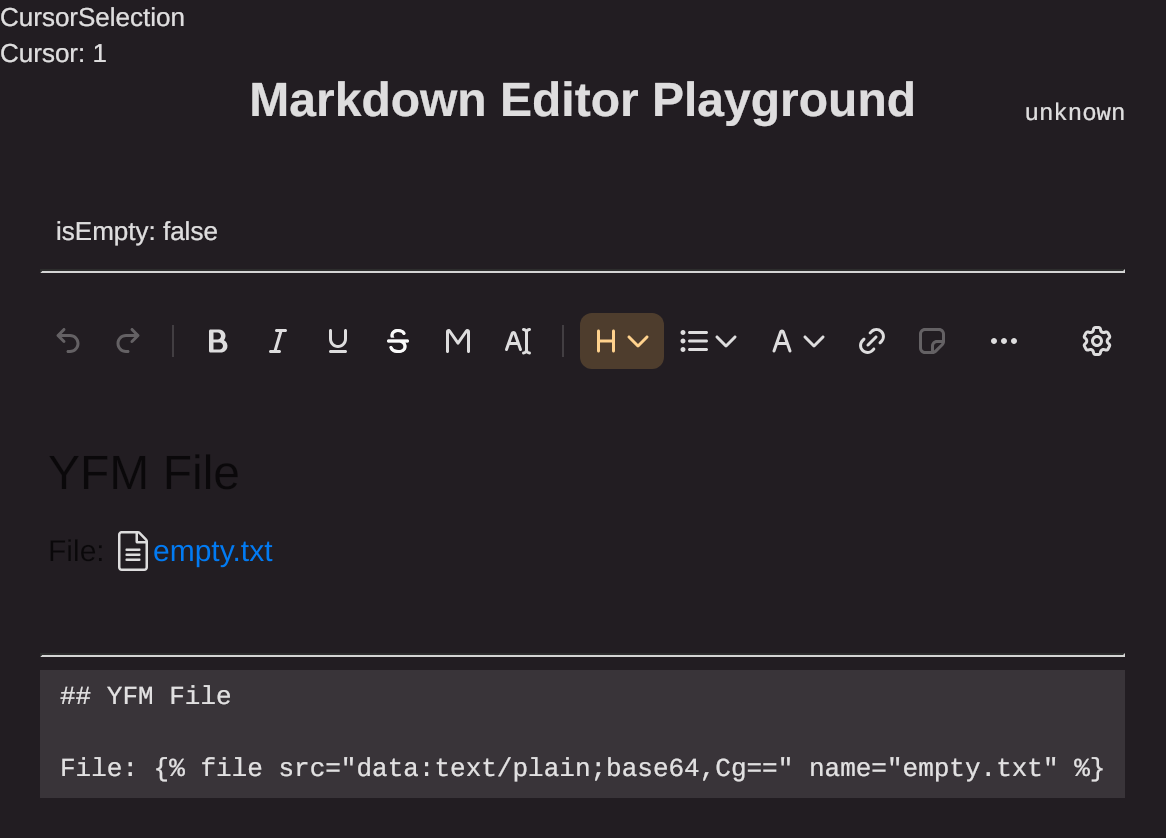 CursorSelection
Cursor: 1
Markdown Editor Playground
unknown
isEmpty: false
B I U S M A H A
YFM File
File: empty.txt
## YFM File
File: {% file src="data:text/plain;base64,Cg==" name="empty.txt" %}